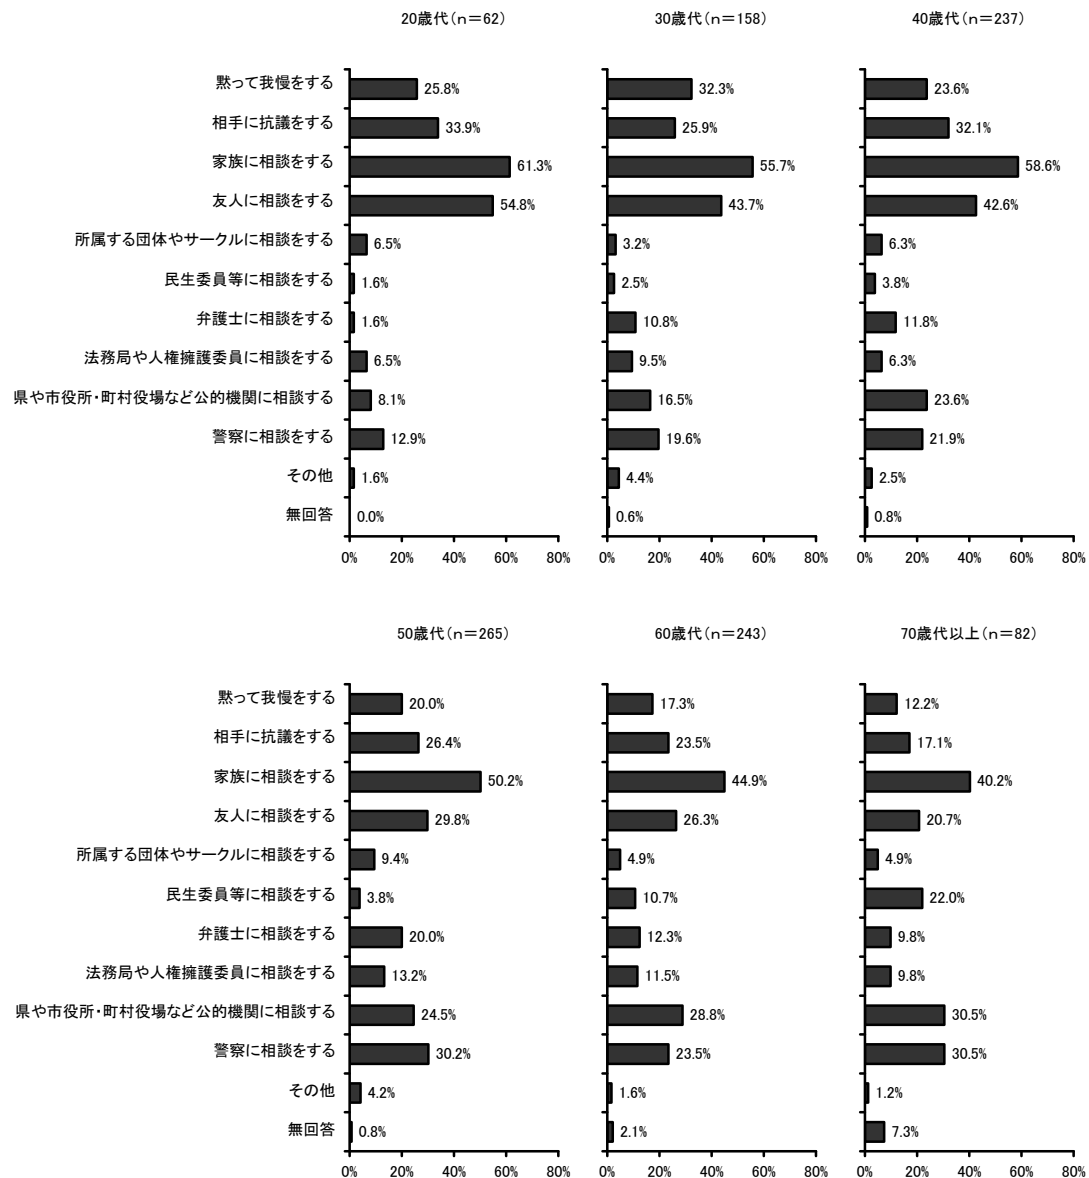 20歳代(n=62) 30歳代(n=158) 40歳代(n=237)
黙って我慢をする 25.8% 32.3% 23.6%
相手に抗議をする 33.9% 25.9% 32.1%
家族に相談をする 61.3% 55.7% 58.6%
友人に相談をする 54.8% 43.7% 42.6%
所属する団体やサークルに相談をする 6.5% 3.2% 6.3%
民生委員等に相談をする 1.6% 2.5% 3.8%
弁護士に相談をする 1.6% 10.8% 11.8%
法務局や人権擁護委員に相談をする 6.5% 9.5% 6.3%
県や市役所・町村役場など公的機関に相談する 8.1% 16.5% 23.6%
警察に相談をする 12.9% 19.6% 21.9%
その他 1.6% 4.4% 2.5%
無回答 0.0% 0.6% 0.8%
0% 20% 40% 60% 80% 0% 20% 40% 60% 80% 0% 20% 40% 60% 80%
50歳代(n=265) 60歳代(n=243) 70歳代以上(n=82)
黙って我慢をする 20.0% 17.3% 12.2%
相手に抗議をする 26.4% 23.5% 17.1%
家族に相談をする 50.2% 44.9% 40.2%
友人に相談をする 29.8% 26.3% 20.7%
所属する団体やサークルに相談をする 9.4% 4.9% 4.9%
民生委員等に相談をする 3.8% 10.7% 22.0%
弁護士に相談をする 20.0% 12.3% 9.8%
法務局や人権擁護委員に相談をする 13.2% 11.5% 9.8%
県や市役所・町村役場など公的機関に相談する 24.5% 28.8% 30.5%
警察に相談をする 30.2% 23.5% 30.5%
その他 4.2% 1.6% 1.2%
無回答 0.8% 2.1% 7.3%
0% 20% 40% 60% 80% 0% 20% 40% 60% 80% 0% 20% 40% 60% 80%